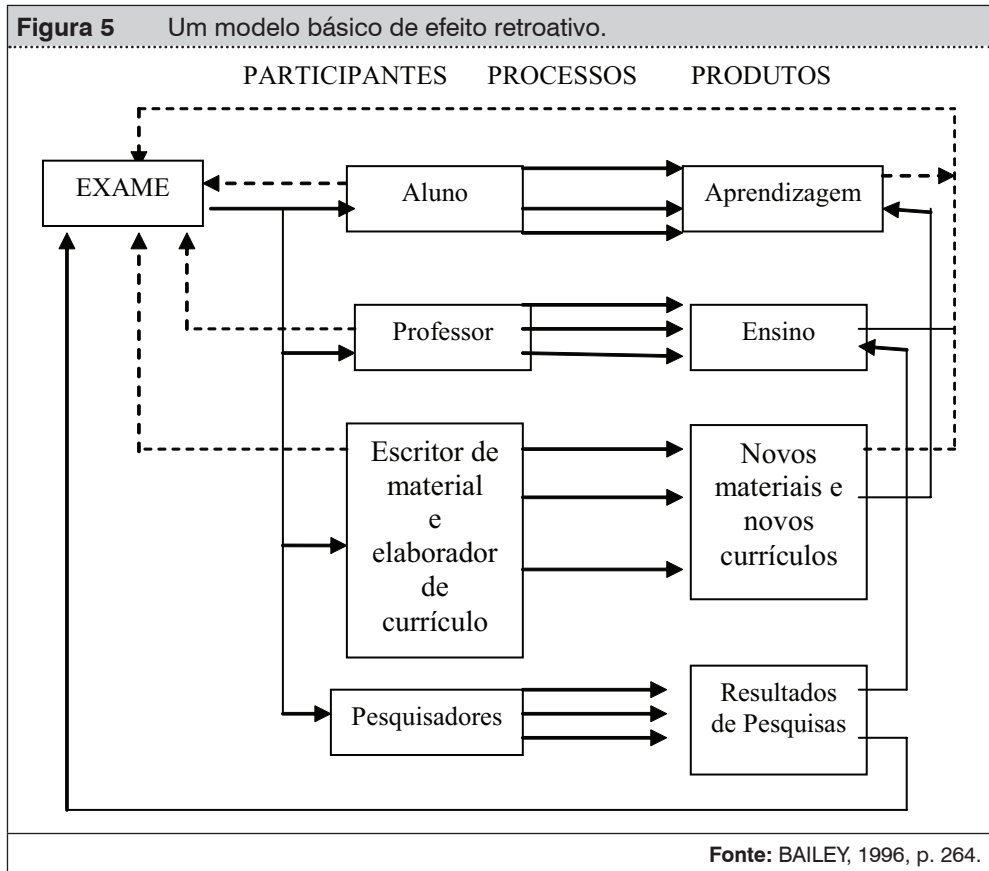 Figura 5 Um modelo básico de efeito retroativo.
PARTICIPANTES PROCESSOS PRODUTOS
EXAME
Aluno
Aprendizagem
Professor
Ensino
Escritor de
material
e
elaborador
de
currículo
Novos
materiais e
novos
currículos
Pesquisadores
Resultados
de Pesquisas
Fonte: BAILEY, 1996, p. 264.